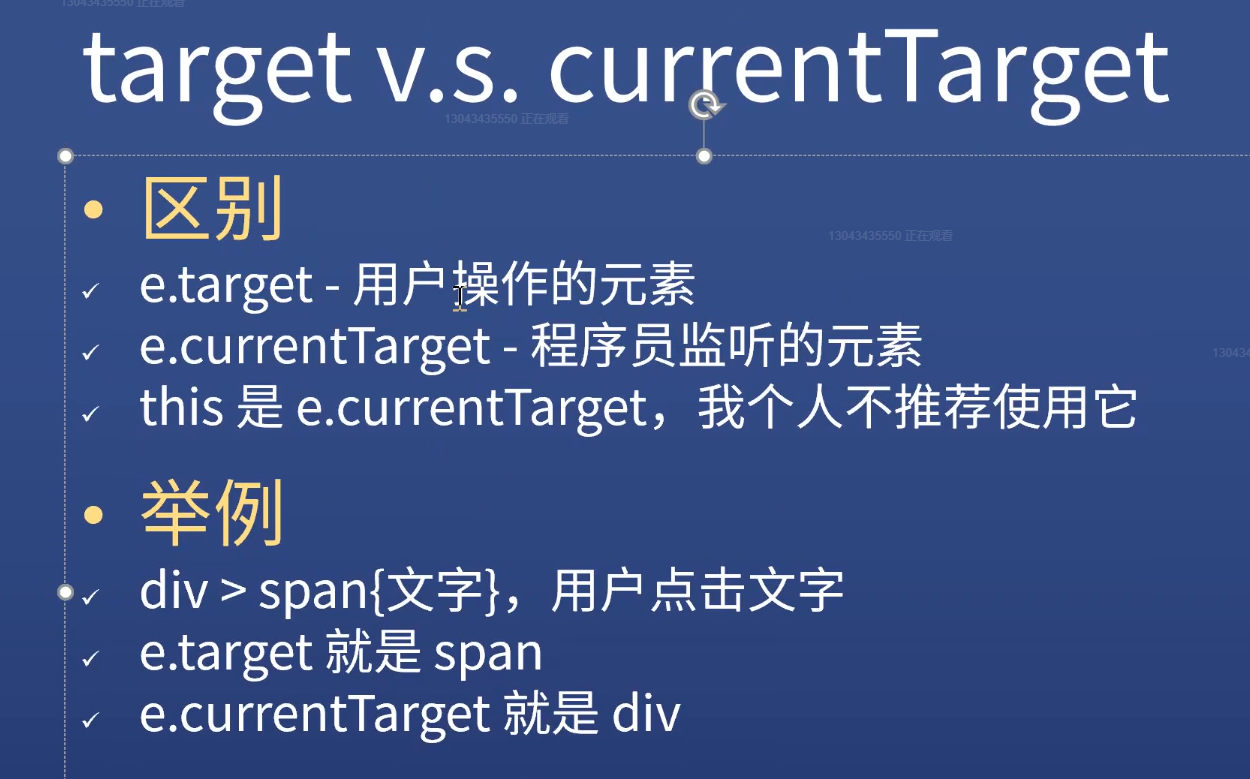 13043435550 正在观看
target v.s. currentTarget
13043435550 正在观看
区别
13043435550 正在观看
e.target - 用户操作的元素
e.currentTarget - 程序员监听的元素
this 是 e.currentTarget，我个人不推荐使用它
举例
div > span{文字}，用户点击文字
e.target 就是 span
e.currentTarget 就是 div